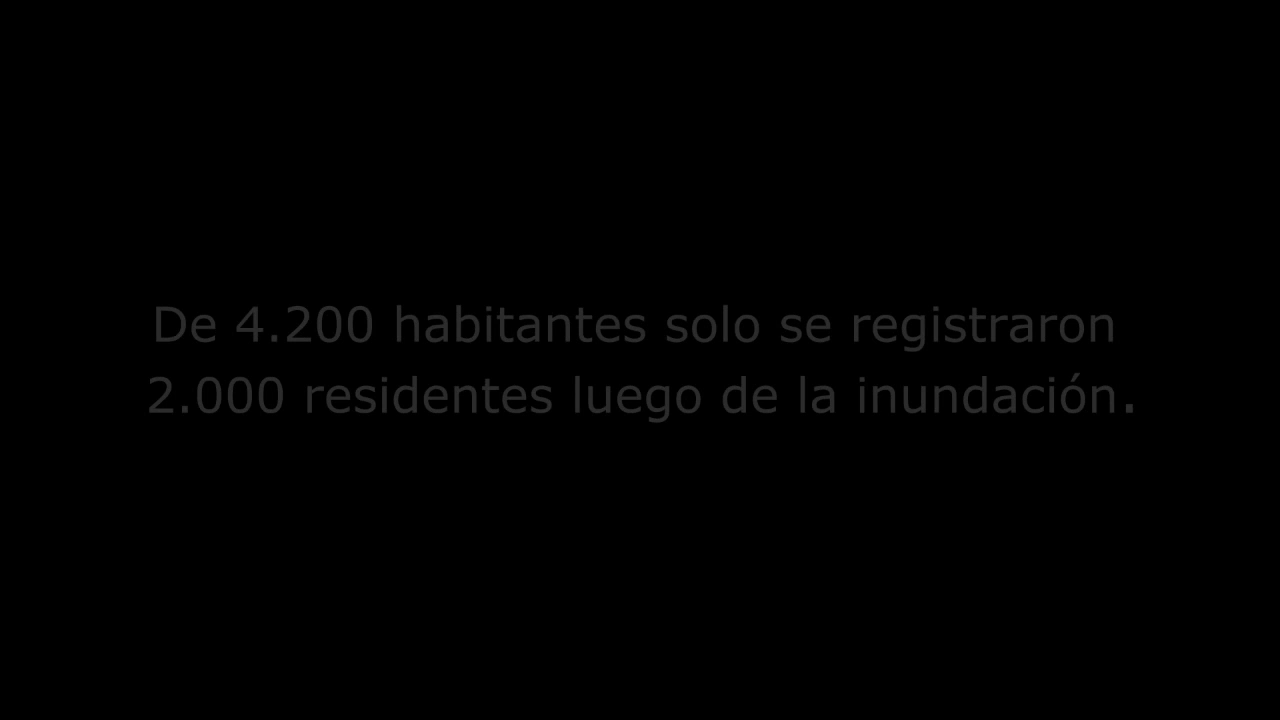 De 4.200 habitantes solo se registraron
2.000 residentes luego de la inundación.